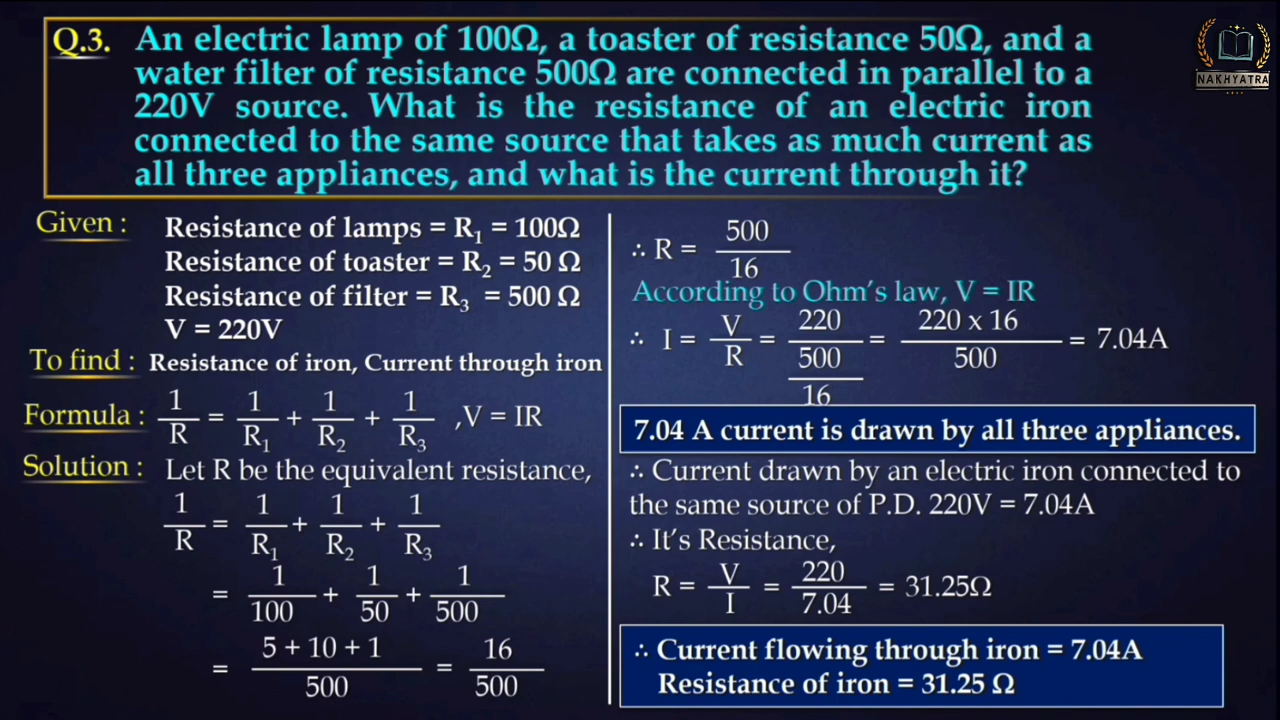 Q.3. An electric lamp of 100Ω, a toaster of resistance 50Ω, and a
water filter of resistance 500Ω are connected in parallel to a
220V source. What is the resistance of an electric iron
connected to the same source that takes as much current as
all three appliances, and what is the current through it?
NAKHYATRA
Given :
Resistance of lamps = R₁ = 100Ω
Resistance of toaster = R₂ = 50 Ω
Resistance of filter = R₃ = 500 Ω
V = 220V
To find : Resistance of iron, Current through iron
Formula : 1/R = 1/R₁ + 1/R₂ + 1/R₃ ,V = IR
Solution : Let R be the equivalent resistance,
1/R = 1/R₁ + 1/R₂ + 1/R₃
= 1/100 + 1/50 + 1/500
= 5 + 10 + 1/500 = 16/500
∴ R = 500/16
According to Ohm's law, V = IR
∴ I = V/R = 220/500/16 = 220 x 16/500 = 7.04A
7.04 A current is drawn by all three appliances.
∴ Current drawn by an electric iron connected to
the same source of P.D. 220V = 7.04A
∴ It's Resistance,
R = V/I = 220/7.04 = 31.25Ω
∴ Current flowing through iron = 7.04A
Resistance of iron = 31.25 Ω